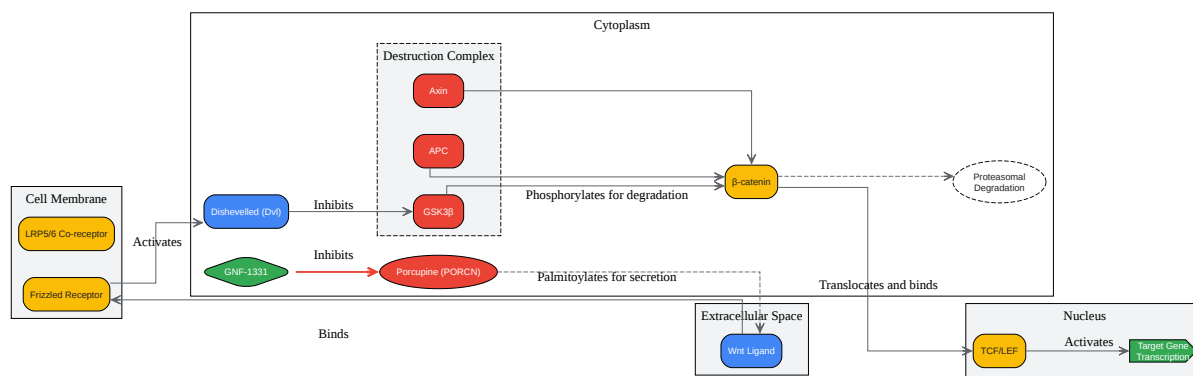 Cytoplasm
Destruction Complex
Axin
APC
β-catenin
Proteasomal
Degradation
Phosphorylates for degradation
Cell Membrane
LRP5/6 Co-receptor
Activates
Dishevelled (Dvl)
Inhibits
GSK3β
Frizzled Receptor
GNF-1331
Inhibits
Porcupine (PORCN)
Palmitoylates for secretion
Translocates and binds
Binds
Extracellular Space
Wnt Ligand
Nucleus
TCF/LEF
Activates
Target Gene
Transcription